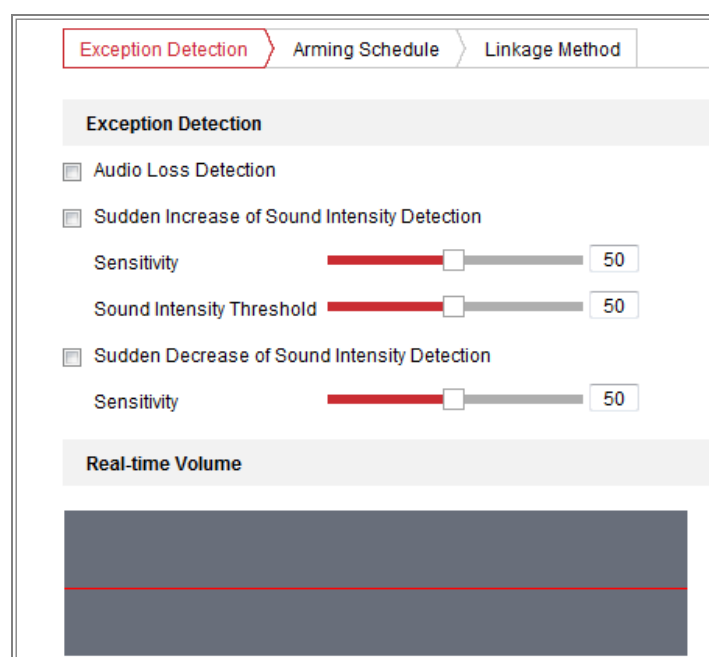 Exception Detection Arming Schedule Linkage Method
Exception Detection
Audio Loss Detection
Sudden Increase of Sound Intensity Detection
Sensitivity 50
Sound Intensity Threshold 50
Sudden Decrease of Sound Intensity Detection
Sensitivity 50
Real-time Volume